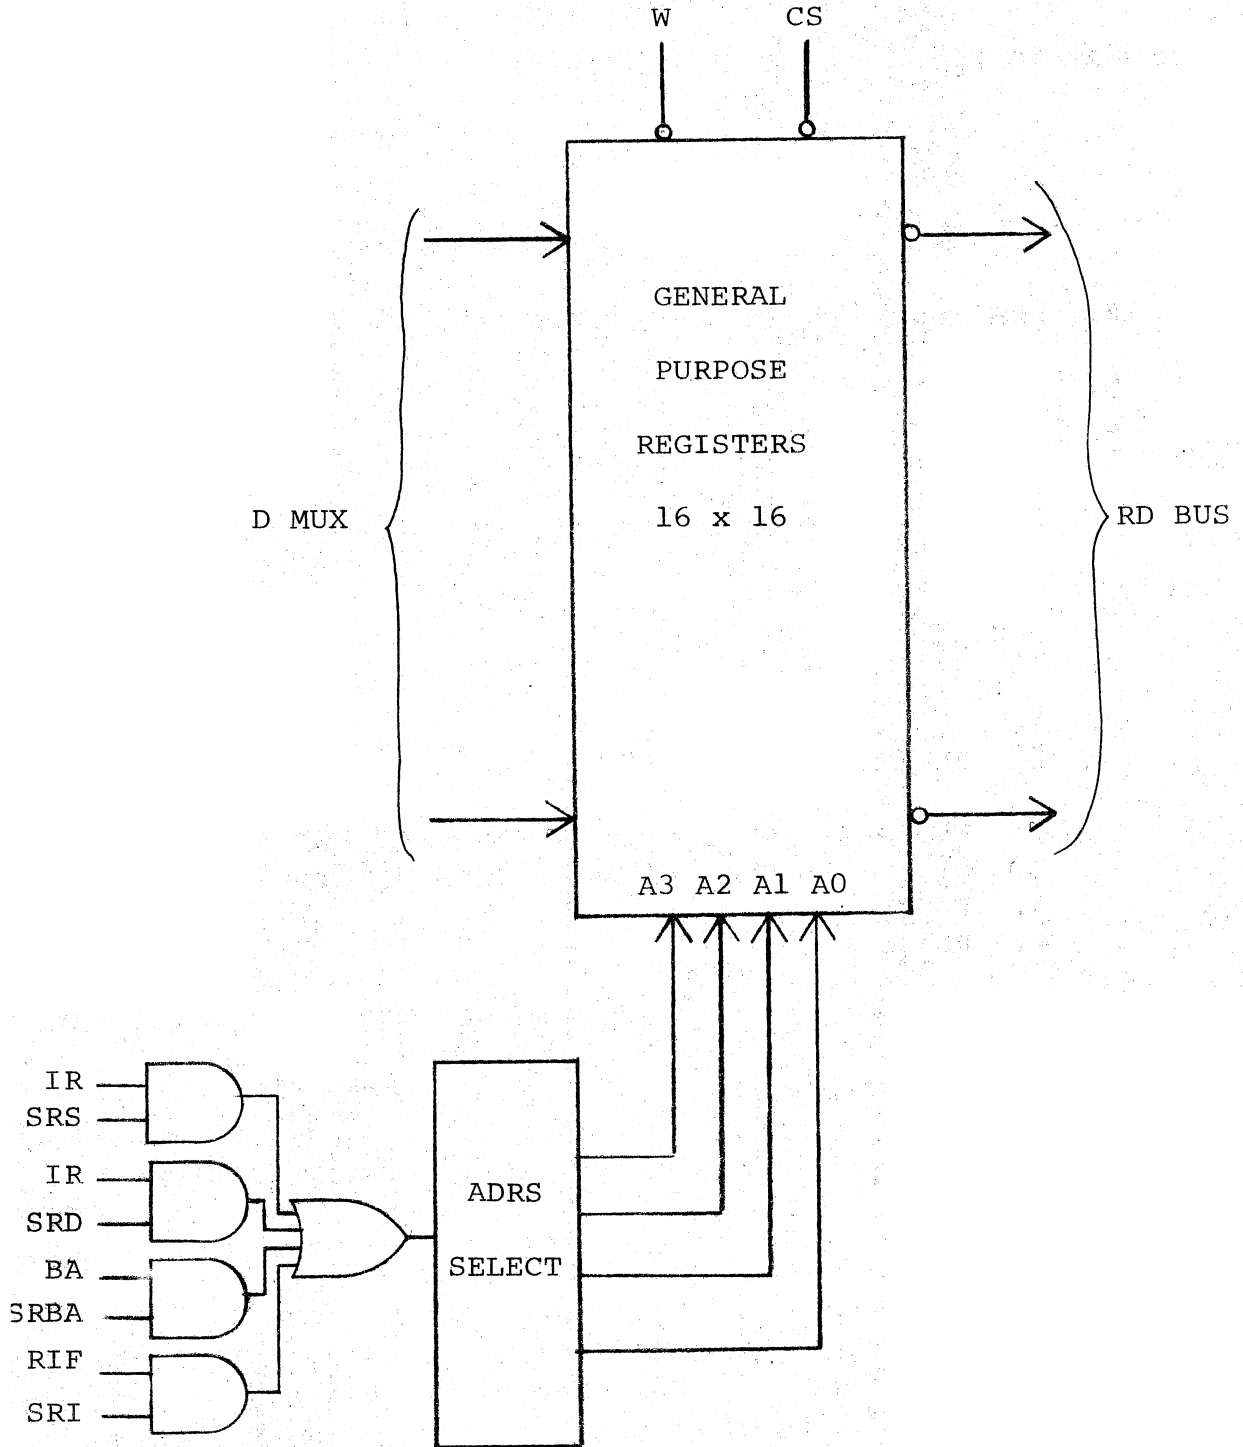 W CS
GENERAL
PURPOSE
REGISTERS
16 x 16
D MUX
RD BUS
A3 A2 A1 A0
IR
SRS
IR
SRD
BA
SRBA
RIF
SRI
ADRS
SELECT